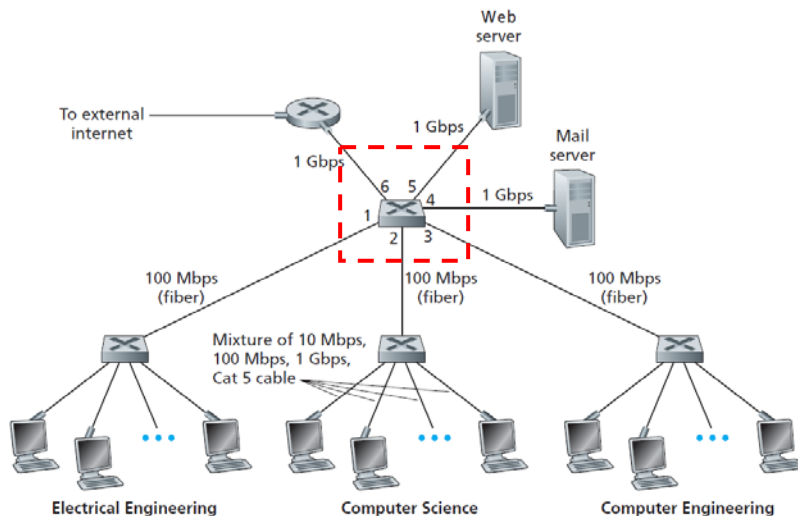 Web
server
To external
internet
1 Gbps
1 Gbps
Mail
server
1 Gbps
6
5
4
1
2
3
100 Mbps
(fiber)
100 Mbps
(fiber)
100 Mbps
(fiber)
Mixture of 10 Mbps,
100 Mbps, 1 Gbps,
Cat 5 cable
Electrical Engineering
Computer Science
Computer Engineering